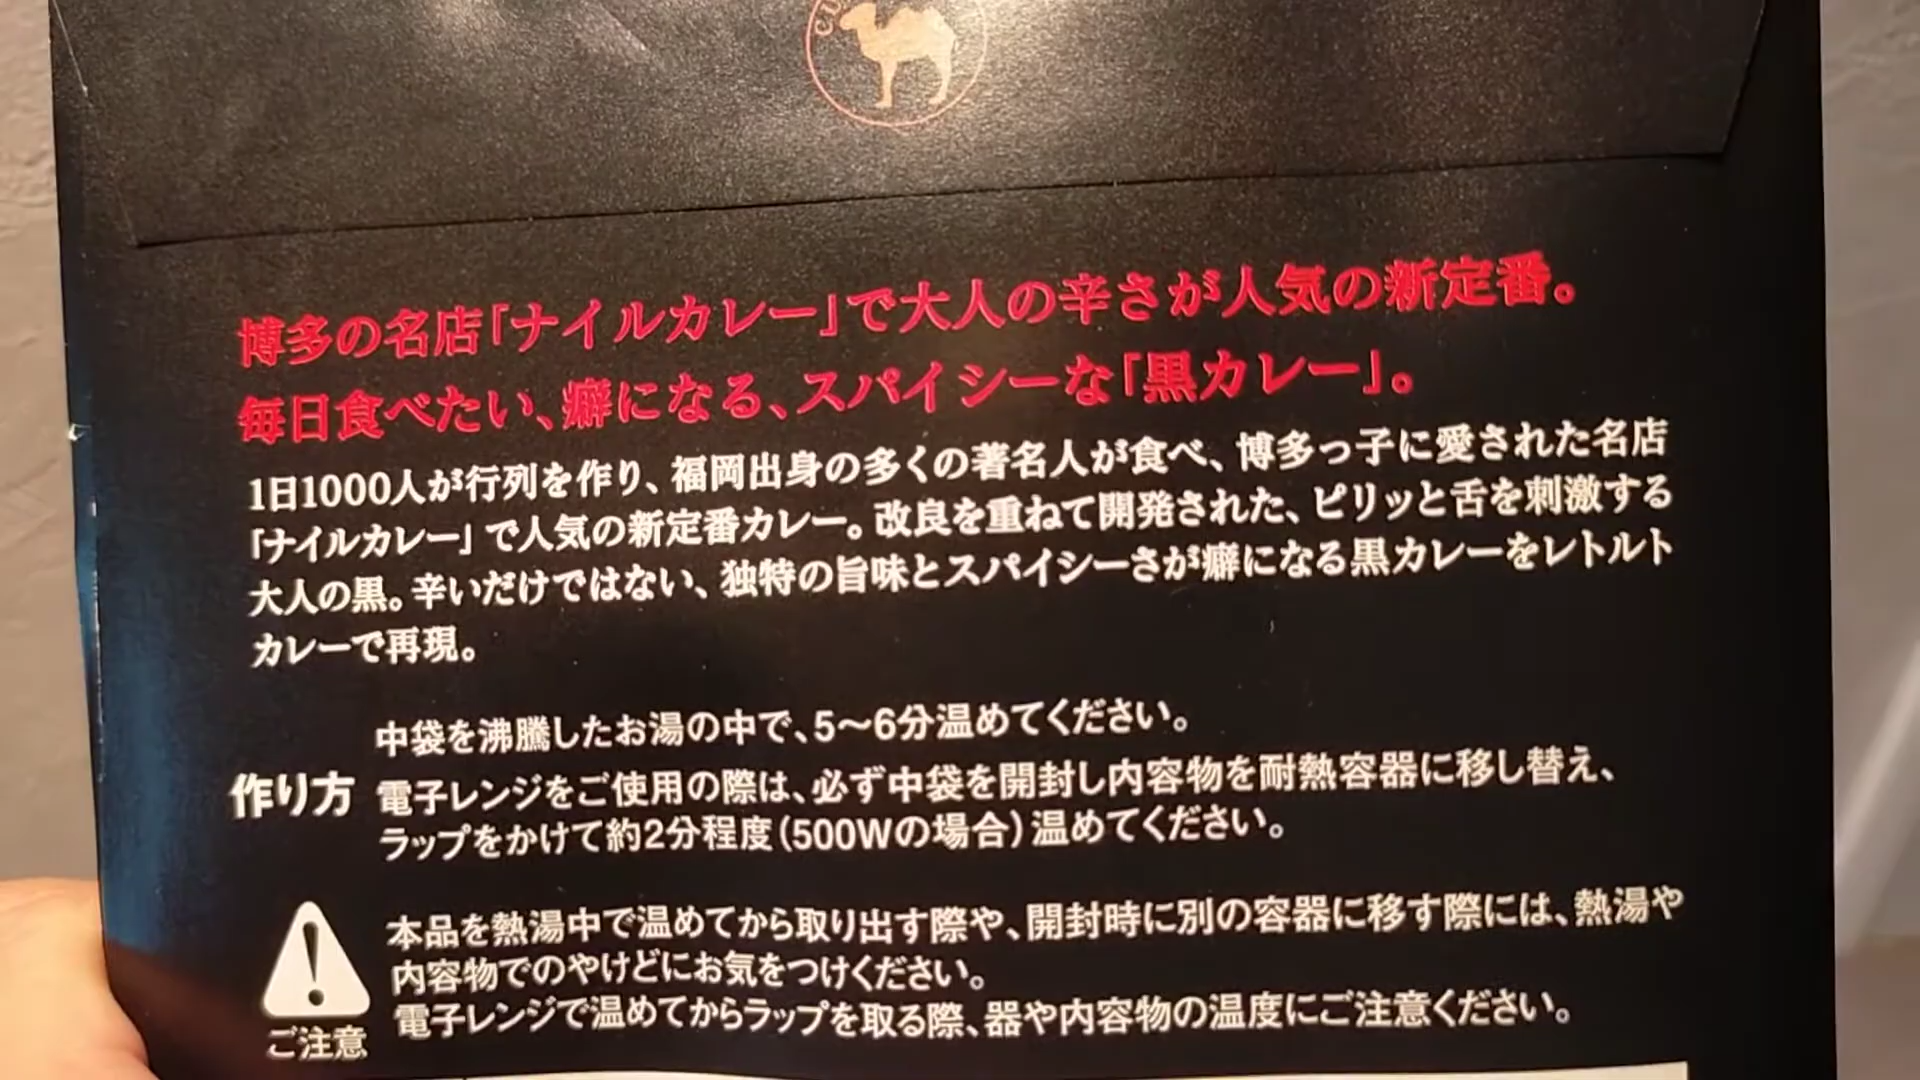 博多の名店「ナイルカレー」で大人の辛さが人気の新定番。
毎日食べたい、癖になる、スパイシーな「黒カレー」。
1日1000人が行列を作り、福岡出身の多くの著名人が食べ、博多っ子に愛された名店
「ナイルカレー」で人気の新定番カレー。改良を重ねて開発された、ピリッと舌を刺激する
大人の黒。辛いだけではない、独特の旨味とスパイシーさが癖になる黒カレーをレトルト
カレーで再現。
中袋を沸騰したお湯の中で、5〜6分温めてください。
作り方
電子レンジをご使用の際は、必ず中袋を開封し内容物を耐熱容器に移し替え、
ラップをかけて約2分程度(500Wの場合)温めてください。
本品を熱湯中で温めてから取り出す際や、開封時に別の容器に移す際には、熱湯や
内容物でのやけどにお気をつけください。
電子レンジで温めてからラップを取る際、器や内容物の温度にご注意ください。
ご注意